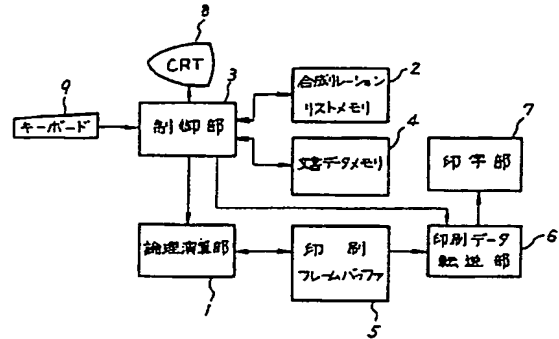 8
CRT
3
9
キーボード
制御部
合成リレーション
リストメモリ
2
文書データメモリ
4
7
印字部
論理演算部
1
印刷
フレームバッファ
5
印刷データ
転送部
6